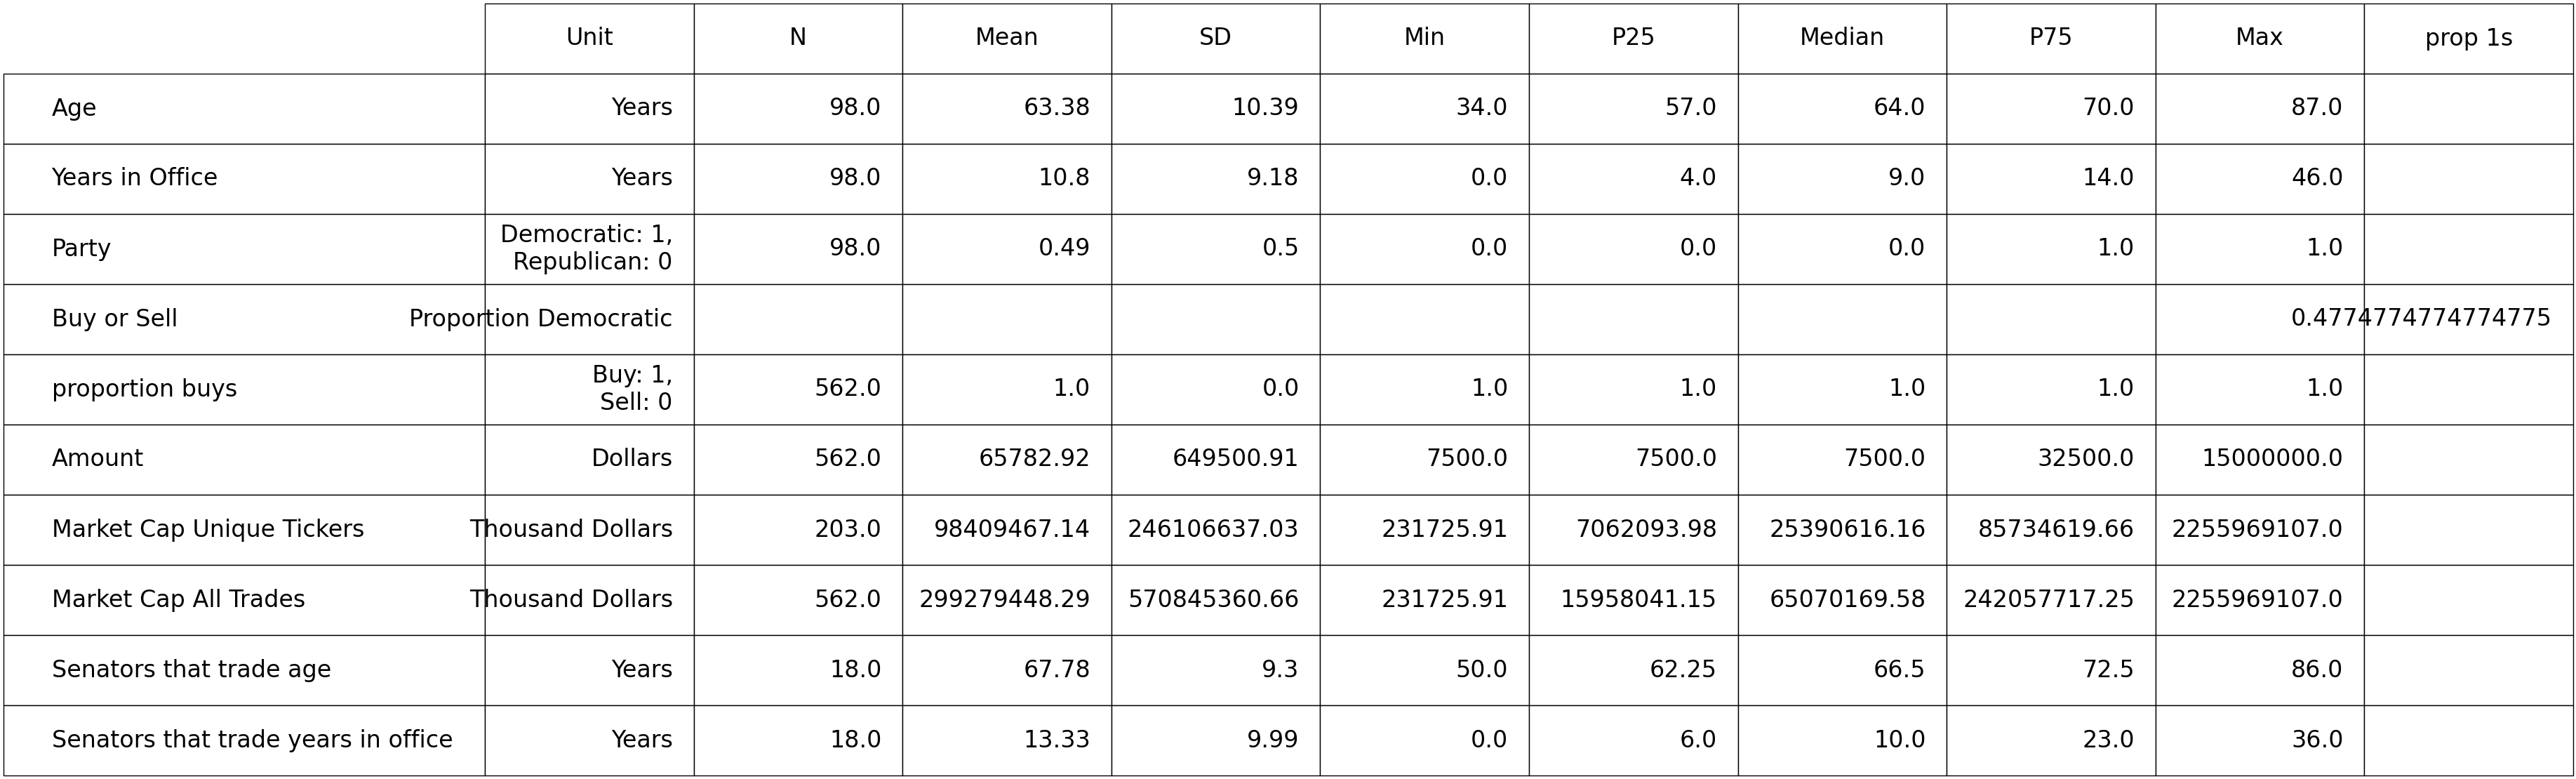 Unit N Mean SD Min P25 Median P75 Max prop 1s
Age Years 98.0 63.38 10.39 34.0 57.0 64.0 70.0 87.0
Years in Office Years 98.0 10.8 9.18 0.0 4.0 9.0 14.0 46.0
Party Democratic: 1,
Republican: 0 98.0 0.49 0.5 0.0 0.0 0.0 1.0 1.0
Buy or Sell Proportion Democratic 0.4774774774774775
proportion buys Buy: 1,
Sell: 0 562.0 1.0 0.0 1.0 1.0 1.0 1.0 1.0
Amount Dollars 562.0 65782.92 649500.91 7500.0 7500.0 7500.0 32500.0 15000000.0
Market Cap Unique Tickers Thousand Dollars 203.0 98409467.14 246106637.03 231725.91 7062093.98 25390616.16 85734619.66 2255969107.0
Market Cap All Trades Thousand Dollars 562.0 299279448.29 570845360.66 231725.91 15958041.15 65070169.58 242057717.25 2255969107.0
Senators that trade age Years 18.0 67.78 9.3 50.0 62.25 66.5 72.5 86.0
Senators that trade years in office Years 18.0 13.33 9.99 0.0 6.0 10.0 23.0 36.0